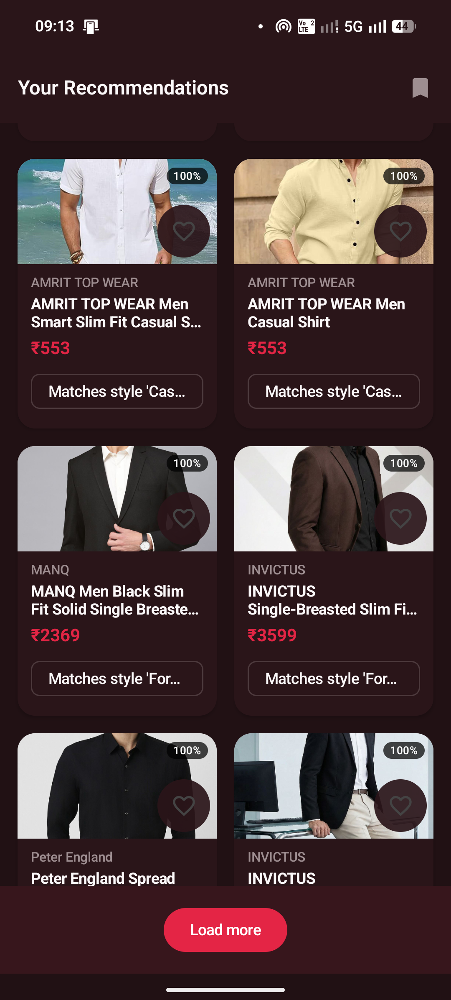 09:13
Vo 2
LTE
5G
44
Your Recommendations
100%
100%
AMRIT TOP WEAR
AMRIT TOP WEAR Men
Smart Slim Fit Casual S...
₹553
Matches style 'Cas...
AMRIT TOP WEAR
AMRIT TOP WEAR Men
Casual Shirt
₹553
Matches style 'Cas...
100%
100%
MANQ
MANQ Men Black Slim
Fit Solid Single Breaste...
₹2369
Matches style 'For...
INVICTUS
INVICTUS
Single-Breasted Slim Fi...
₹3599
Matches style 'For...
100%
100%
Peter England
Peter England Spread
INVICTUS
INVICTUS
Load more